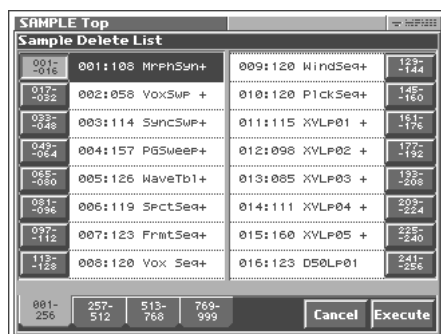 SAMPLE Top
Sample Delete List
001-
-016
001:108 MrphSyn+
009:120 WindSeq+
129-
-144
017-
-032
002:058 VoxSwp +
010:120 PlckSeq+
145-
-160
033-
-048
003:114 SyncSwp+
011:115 XVLP01 +
161-
-176
049-
-064
004:157 PGSweep+
012:098 XVLP02 +
177-
-192
065-
-080
005:126 WaveTbl+
013:085 XVLP03 +
193-
-208
081-
-096
006:119 SpctSeq+
014:111 XVLP04 +
209-
-224
097-
-112
007:123 FrmtSeq+
015:160 XVLP05 +
225-
-240
113-
-128
008:120 Vox Seq+
016:123 D50LP01
241-
-256
001-
256
257-
512
513-
768
769-
999
Cancel
Execute